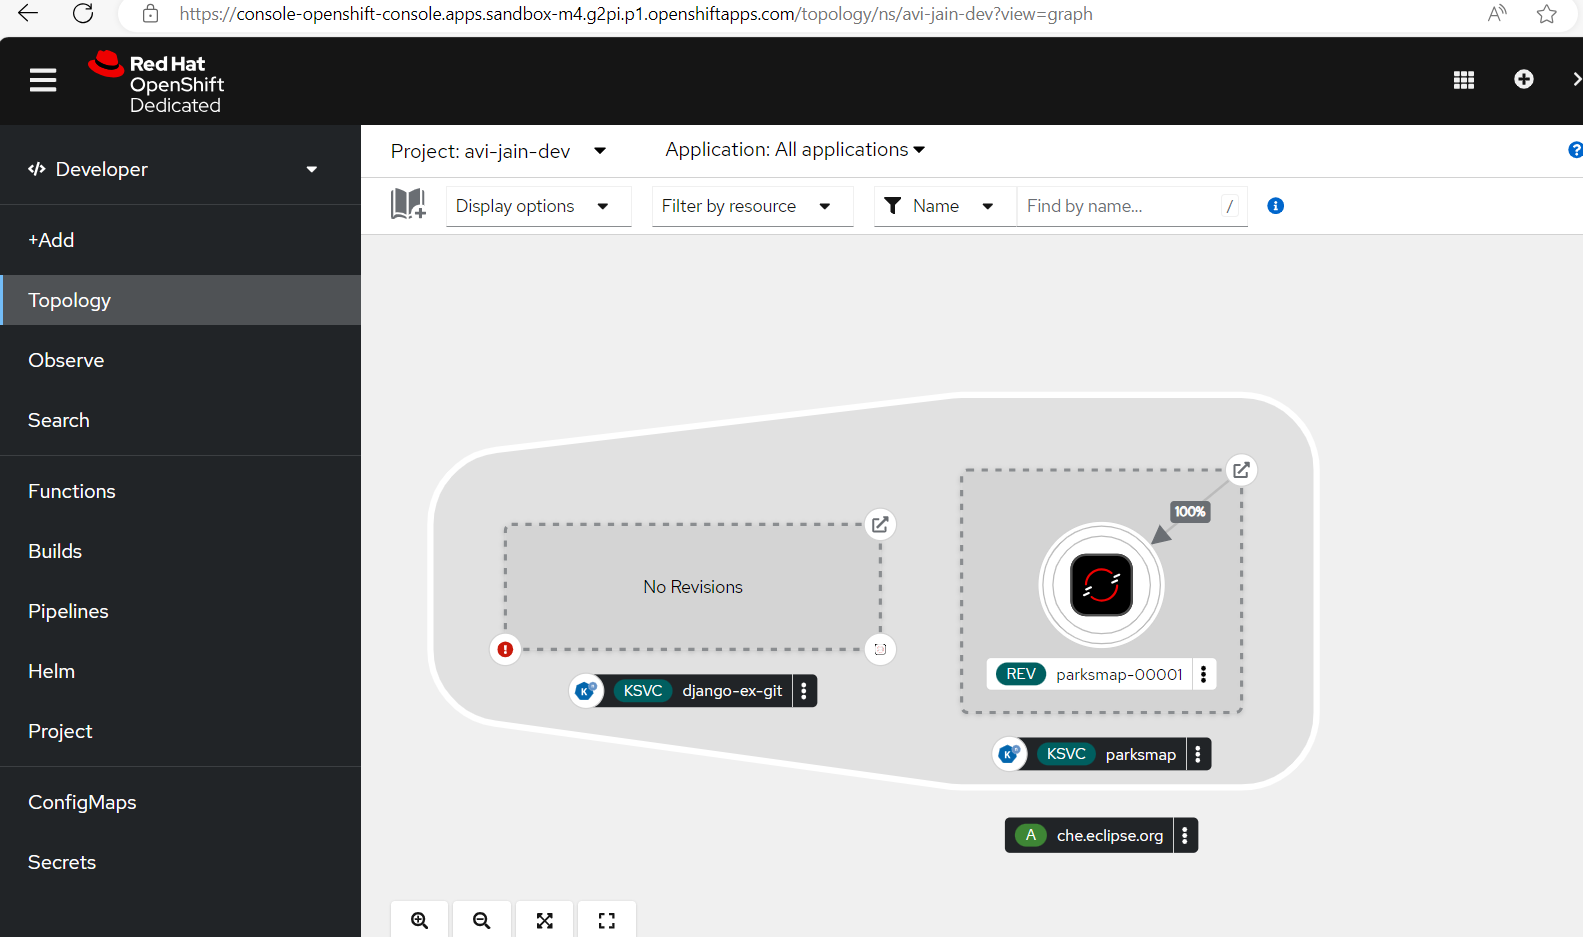 https://console-openshift-console.apps.sandbox-m4.g2pi.p1.openshiftapps.com/topology/ns/avi-jain-dev?view=graph
A
Red Hat
OpenShift
Dedicated
Developer
+Add
Topology
Observe
Search
Functions
Builds
Pipelines
Helm
Project
ConfigMaps
Secrets
Project: avi-jain-dev
Application: All applications
?
Display options
Filter by resource
Name
Find by name...
/
i
No Revisions
!
K
KSVC
django-ex-git
100%
REV
parksmap-00001
K
KSVC
parksmap
A
che.eclipse.org